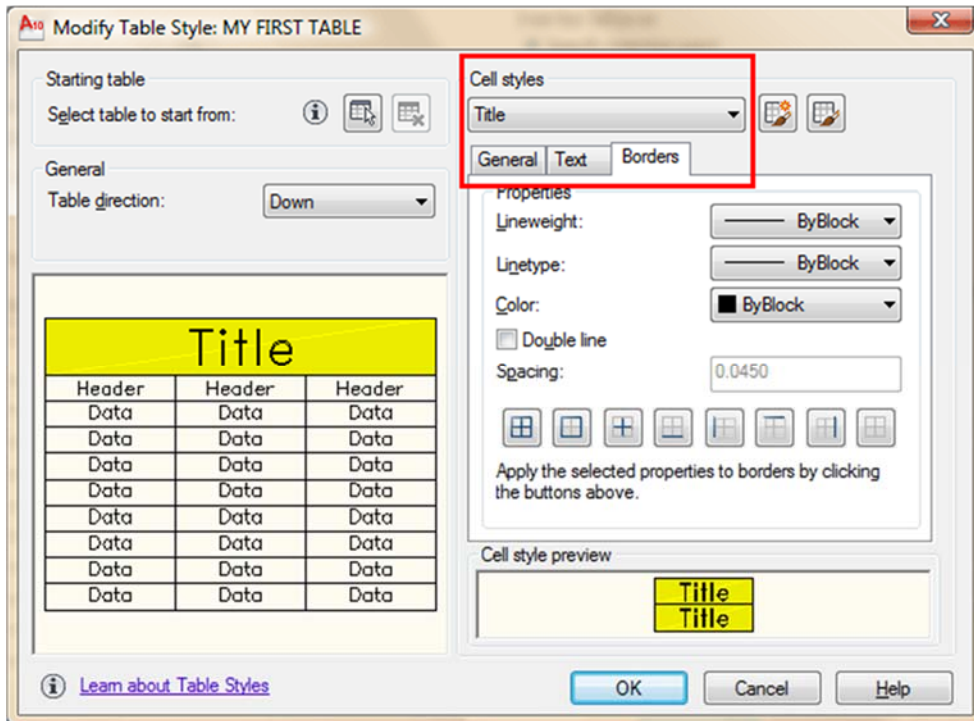 A10 Modify Table Style: MY FIRST TABLE
Starting table
Select table to start from:
General
Table direction: Down
Title
Header Header Header
Data Data Data
Data Data Data
Data Data Data
Data Data Data
Data Data Data
Data Data Data
Data Data Data
Data Data Data
Learn about Table Styles
Cell styles
Title
General Text Borders
Properties
Lineweight: ByBlock
Linetype: ByBlock
Color: ByBlock
Double line
Spacing: 0.0450
Apply the selected properties to borders by clicking
the buttons above.
Cell style preview
Title
Title
OK Cancel Help